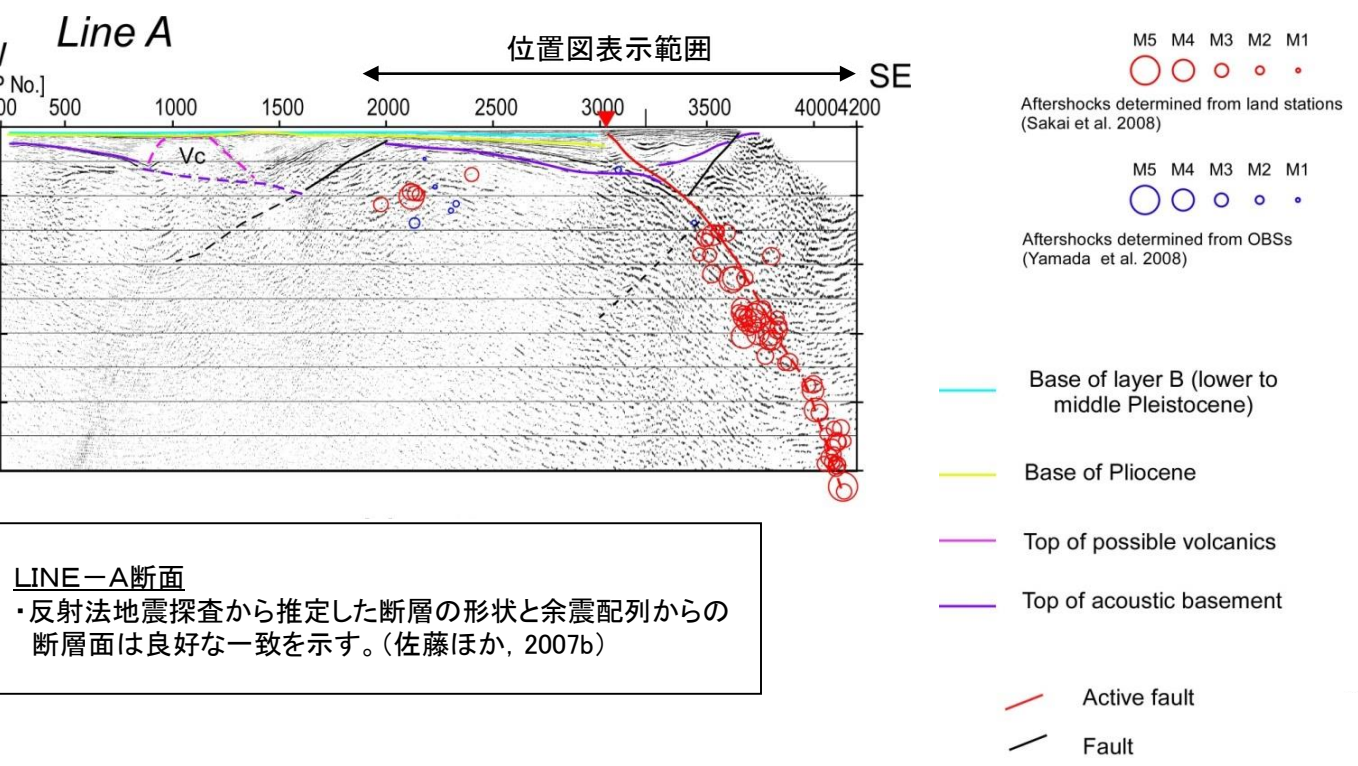 Line A
位置図表示範囲
SE
No.]
500 1000 1500 2000 2500 3000 3500 4000 4200
Vc
LINE－A断面
・反射法地震探査から推定した断層の形状と余震配列からの
断層面は良好な一致を示す。（佐藤ほか, 2007b）
M5 M4 M3 M2 M1
Aftershocks determined from land stations
(Sakai et al. 2008)
M5 M4 M3 M2 M1
Aftershocks determined from OBSs
(Yamada et al. 2008)
Base of layer B (lower to
middle Pleistocene)
Base of Pliocene
Top of possible volcanics
Top of acoustic basement
Active fault
Fault